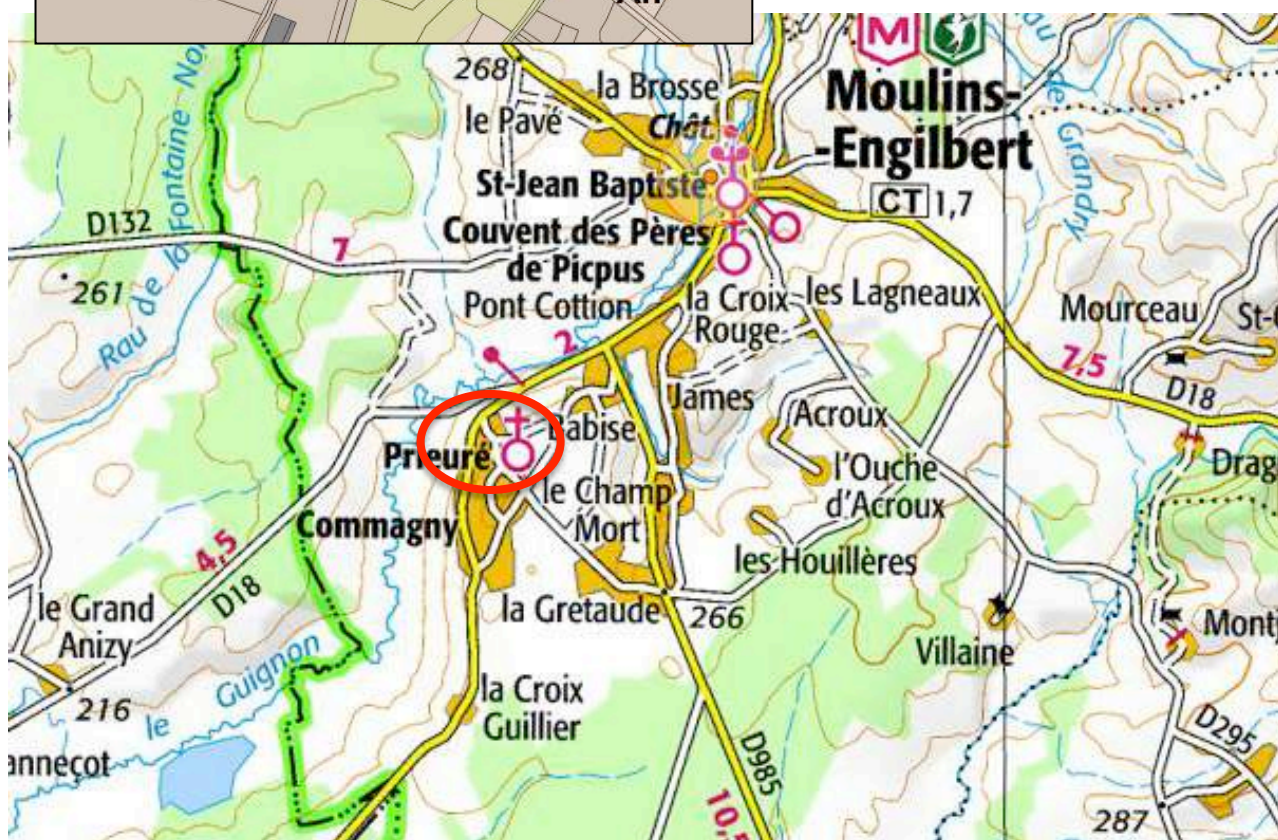 268
la Brosse
le Pavé
Chât.
M
Moulins-
-Engilbert
CT 1,7
St-Jean Baptiste
Couvent des Pères
de Picpus
Pont Cottion
D132
7
261
Rau de la Fontaine
Grandry
de
la Croix
Rouge
les Lagneaux
Mourceau
7,5
D18
2
James
Acroux
Babise
Prieuré
l'Ouche
d'Acroux
le Champ
Mort
Commagny
les Houillères
4,5
D18
le Grand
Anizy
la Gretaude
266
Villaine
le Guignon
216
la Croix
Guillier
D985
D295
287